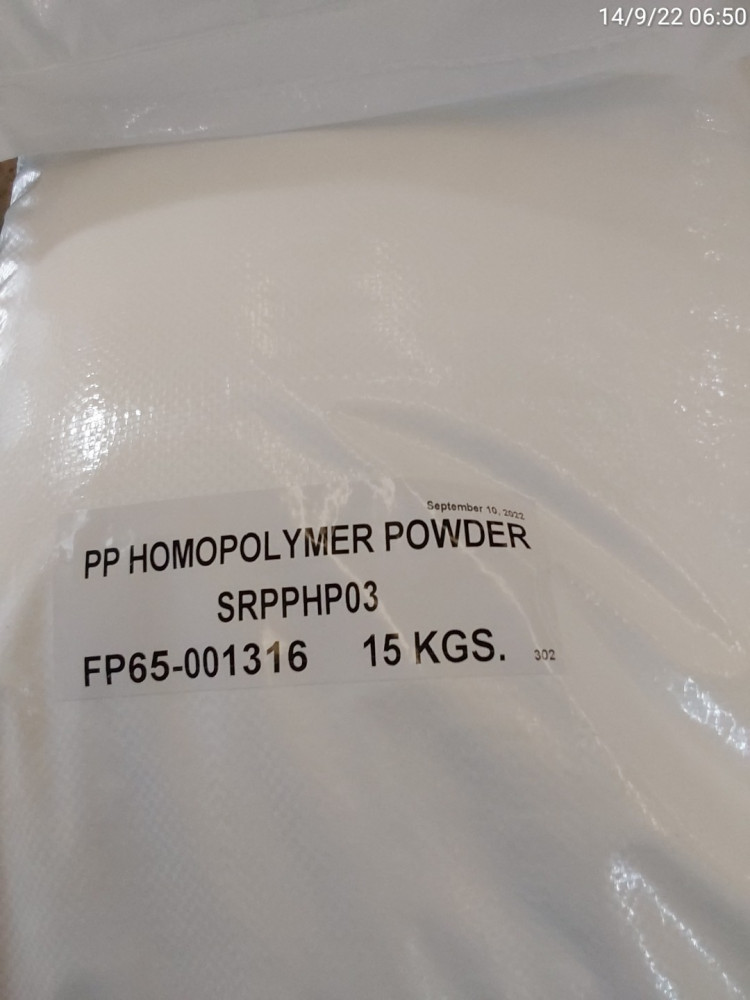 14/9/22 06:50
September 10, 2022
PP HOMOPOLYMER POWDER
SRPPHP03
FP65-001316 15 KGS. 302